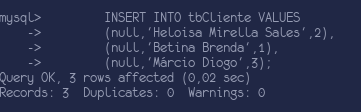 mysql> INSERT INTO tbCliente VALUES
-> (null,'Heloisa Mirella Sales',2),
-> (null,'Betina Brenda',1),
-> (null,'Márcio Diogo',3);
Query OK, 3 rows affected (0,02 sec)
Records: 3 Duplicates: 0 Warnings: 0